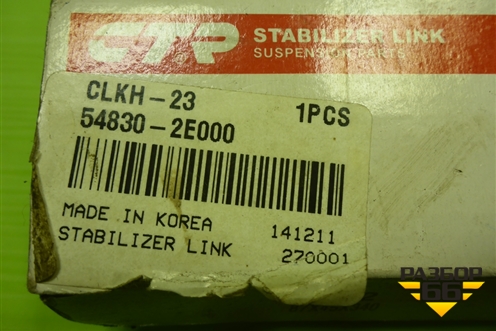 CTR STABILIZER LINK
SUSPENSION PARTS
CLKH-23 1PCS
54830-2E000
MADE IN KOREA 141211
STABILIZER LINK 270001
РАЗБОР
66